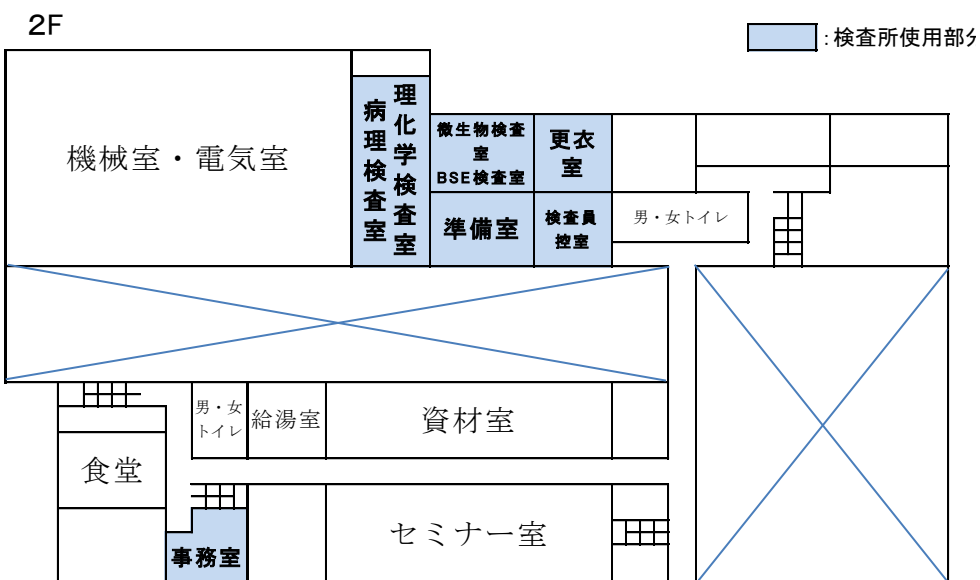 2F
:検査所使用部分
機械室・電気室
病理検査室
理化学検査室
微生物検査
室
BSE検査室
更衣
室
準備室
検査員
控室
男・女トイレ
男・女
トイレ
給湯室
資材室
食堂
事務室
セミナー室